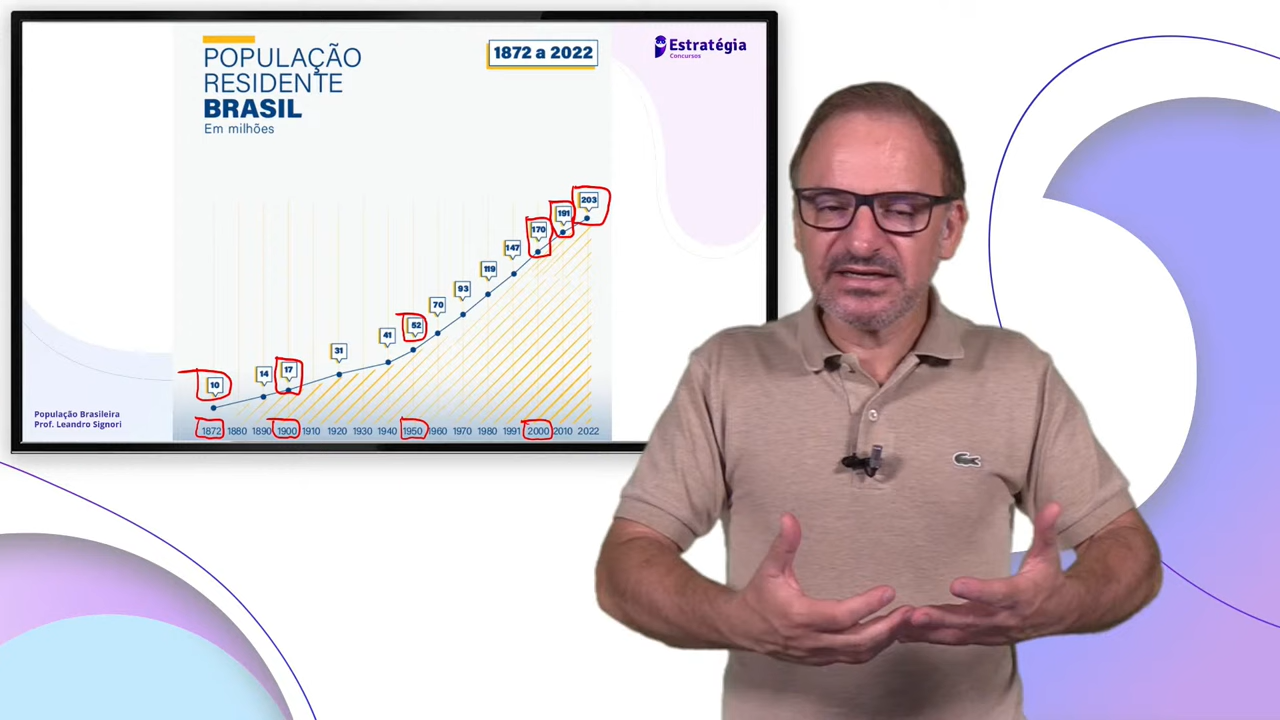 POPULAÇÃO
RESIDENTE
BRASIL
Em milhões
1872 a 2022
Estratégia
Concursos
203
191
170
147
119
93
70
52
41
31
17
14
10
1872 1880 1890 1900 1910 1920 1930 1940 1950 1960 1970 1980 1991 2000 2010 2022
População Brasileira
Prof. Leandro Signori